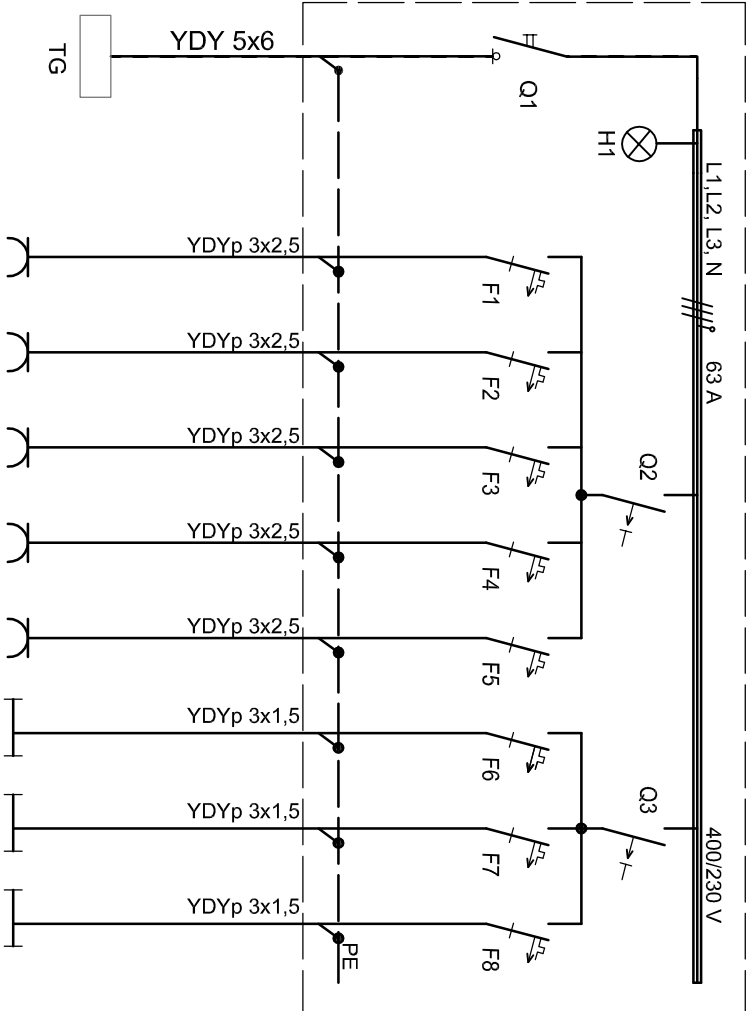 YDY 5x6
TG
Q1
H1
L1,L2, L3, N
63 A
400/230 V
Q2
Q3
YDYp 3x2,5
F1
YDYp 3x2,5
F2
YDYp 3x2,5
F3
YDYp 3x2,5
F4
YDYp 3x2,5
F5
YDYp 3x1,5
F6
YDYp 3x1,5
F7
YDYp 3x1,5
F8
PE